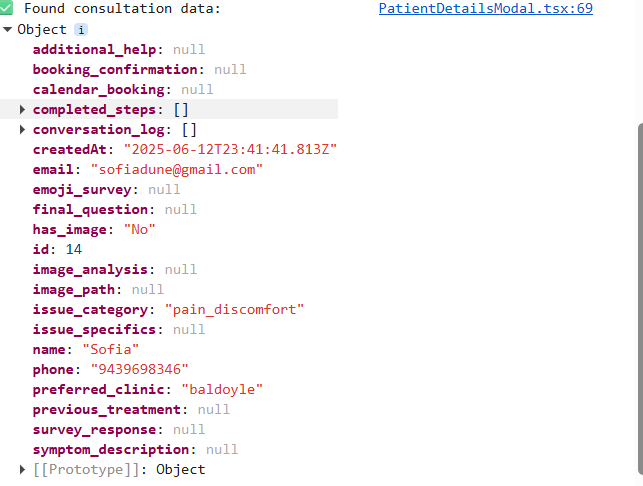 Found consultation data: PatientDetailsModal.tsx:69
Object i
additional_help: null
booking_confirmation: null
calendar_booking: null
completed_steps: []
conversation_log: []
createdAt: "2025-06-12T23:41:41.813Z"
email: "sofiadune@gmail.com"
emoji_survey: null
final_question: null
has_image: "No"
id: 14
image_analysis: null
image_path: null
issue_category: "pain_discomfort"
issue_specifics: null
name: "Sofia"
phone: "9439698346"
preferred_clinic: "baldoyle"
previous_treatment: null
survey_response: null
symptom_description: null
[[Prototype]]: Object